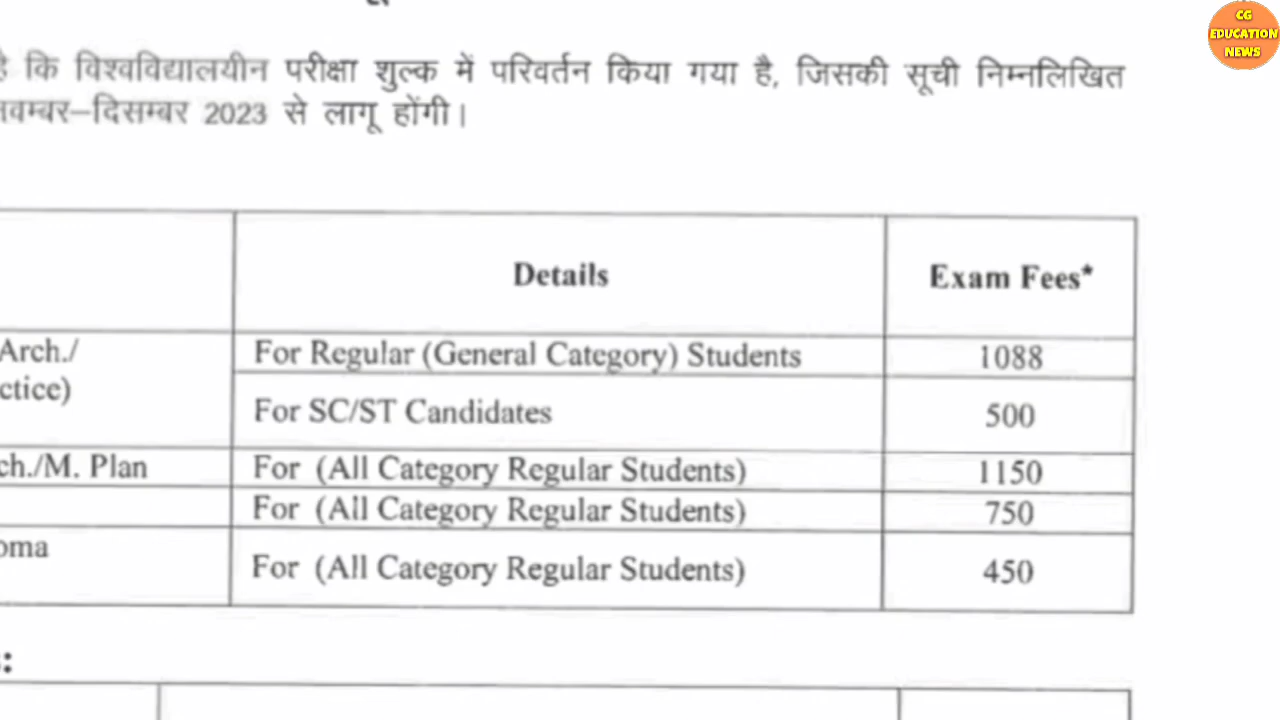 CG
EDUCATION
NEWS
है कि विश्वविद्यालयीन परीक्षा शुल्क में परिवर्तन किया गया है, जिसकी सूची निम्नलिखित
नवम्बर–दिसम्बर 2023 से लागू होंगी।
Details
Exam Fees*
Arch./
ctice)
For Regular (General Category) Students
1088
For SC/ST Candidates
500
ch./M. Plan
For (All Category Regular Students)
1150
For (All Category Regular Students)
750
oma
For (All Category Regular Students)
450